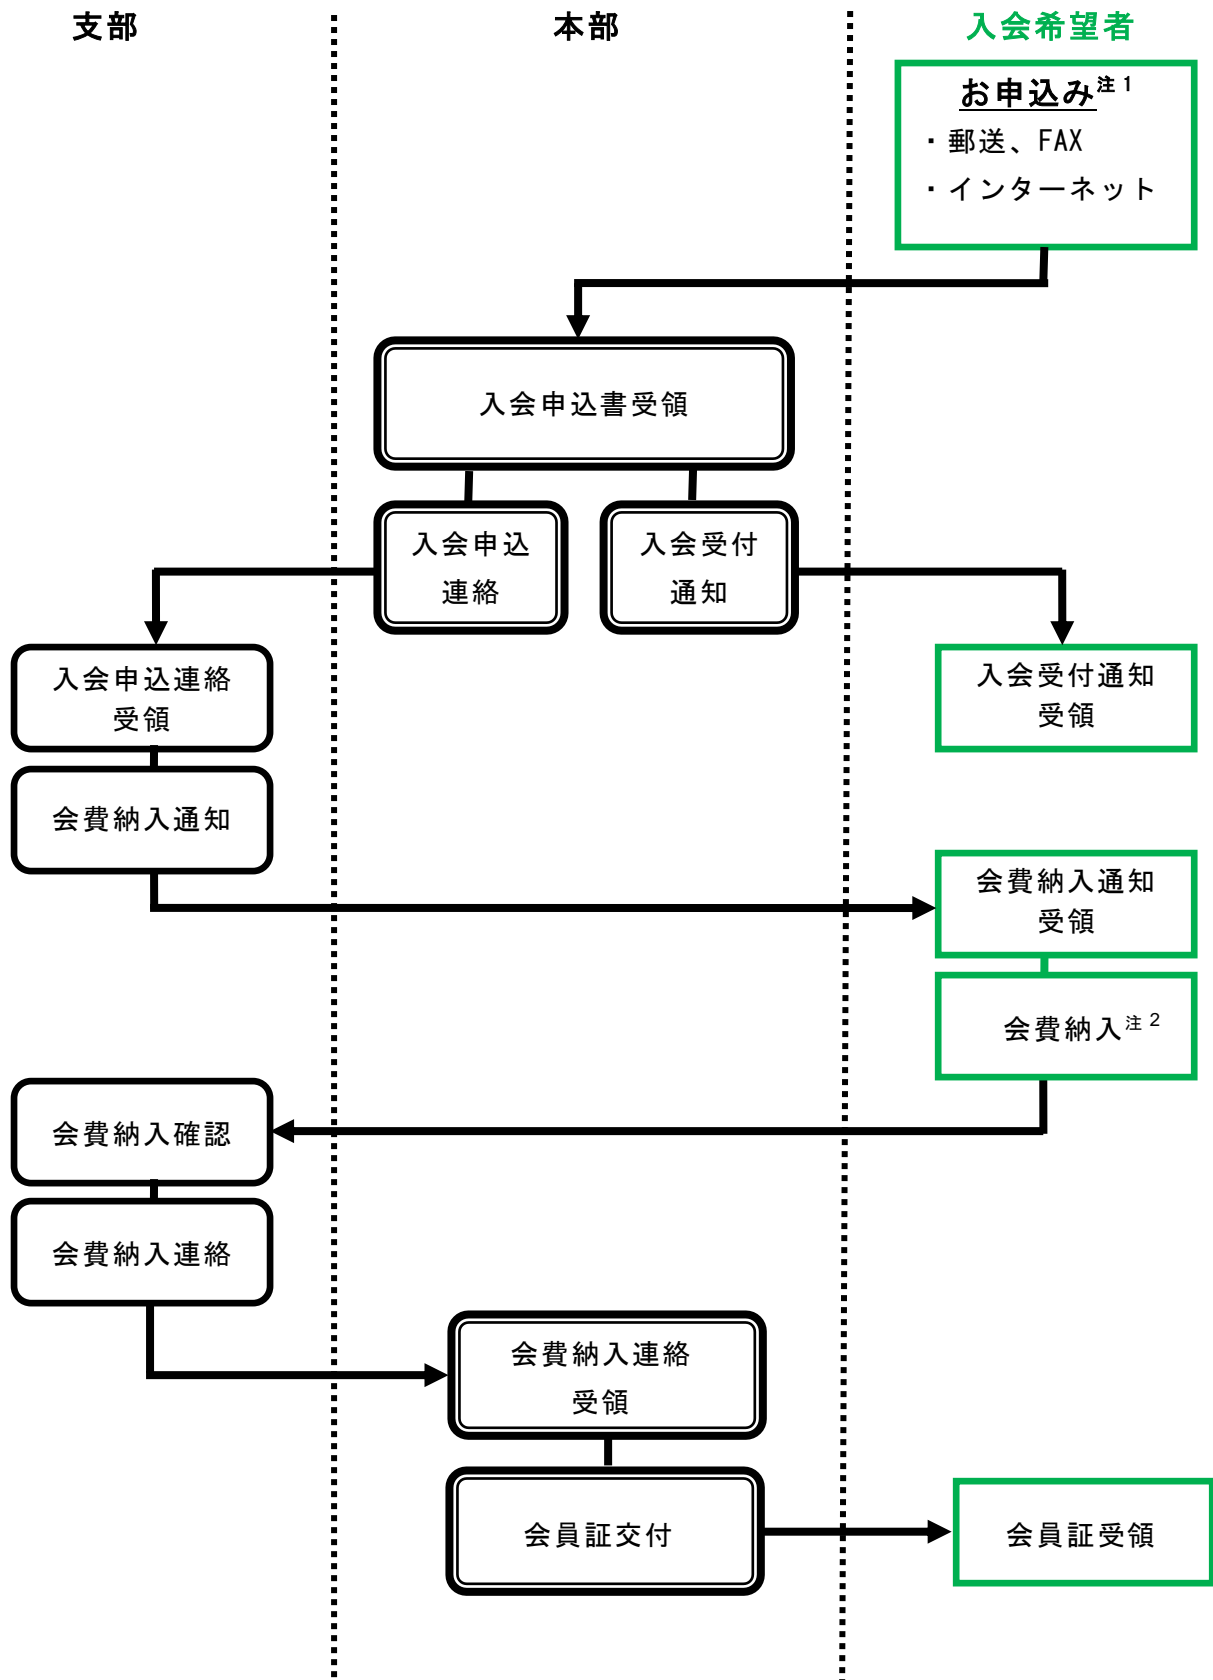 支部
本部
入会希望者
お申込み注1
・郵送、FAX
・インターネット
入会申込書受領
入会申込
連絡
入会受付
通知
入会申込連絡
受領
入会受付通知
受領
会費納入通知
会費納入通知
受領
会費納入注2
会費納入確認
会費納入連絡
会費納入連絡
受領
会員証交付
会員証受領